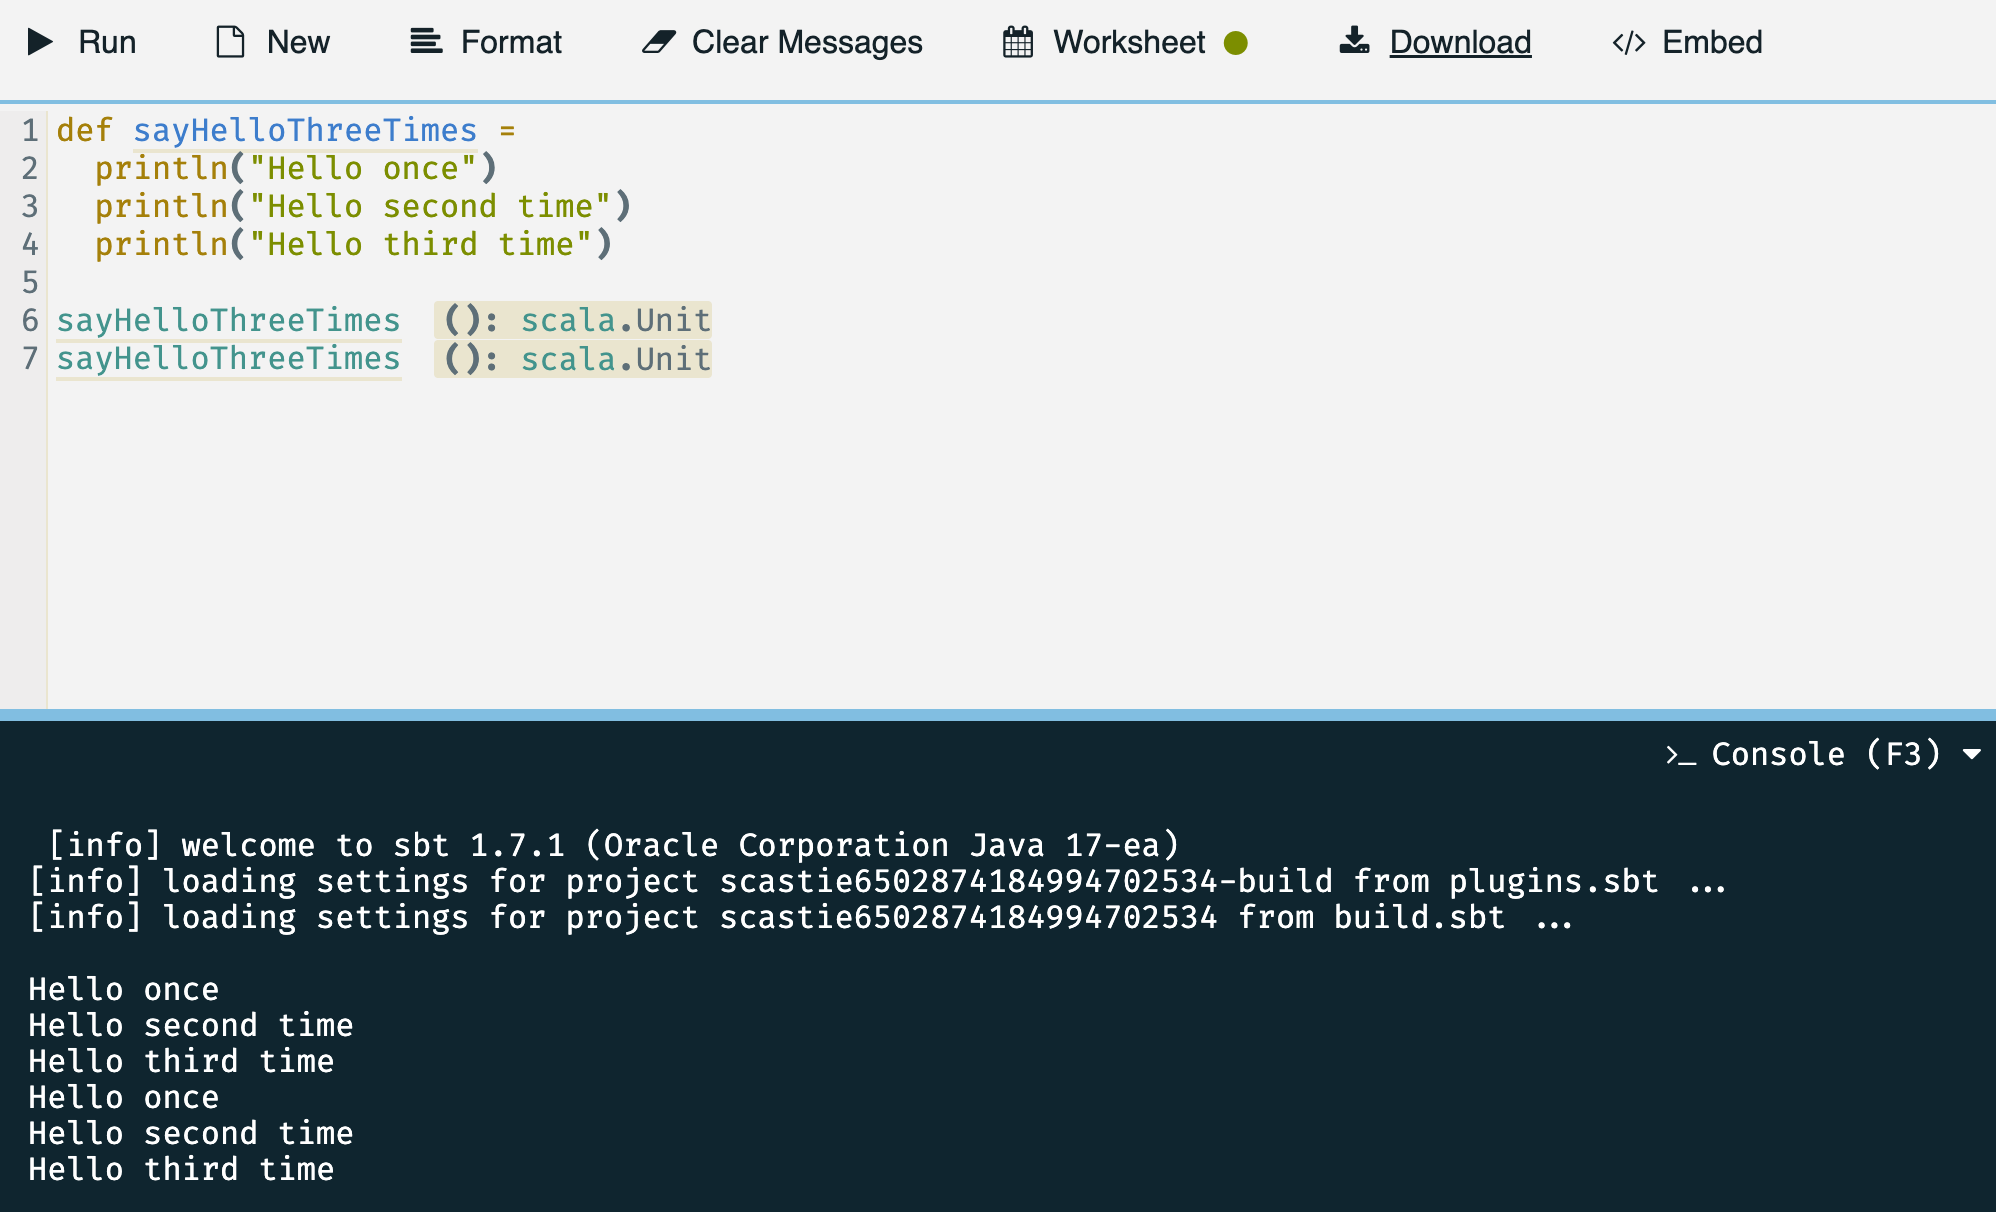 Run New Format Clear Messages Worksheet Download </> Embed
1 def sayHelloThreeTimes =
2   println("Hello once")
3   println("Hello second time")
4   println("Hello third time")
5
6 sayHelloThreeTimes (): scala.Unit
7 sayHelloThreeTimes (): scala.Unit
>_ Console (F3)
[info] welcome to sbt 1.7.1 (Oracle Corporation Java 17-ea)
[info] loading settings for project scastie6502874184994702534-build from plugins.sbt ...
[info] loading settings for project scastie6502874184994702534 from build.sbt ...
Hello once
Hello second time
Hello third time
Hello once
Hello second time
Hello third time